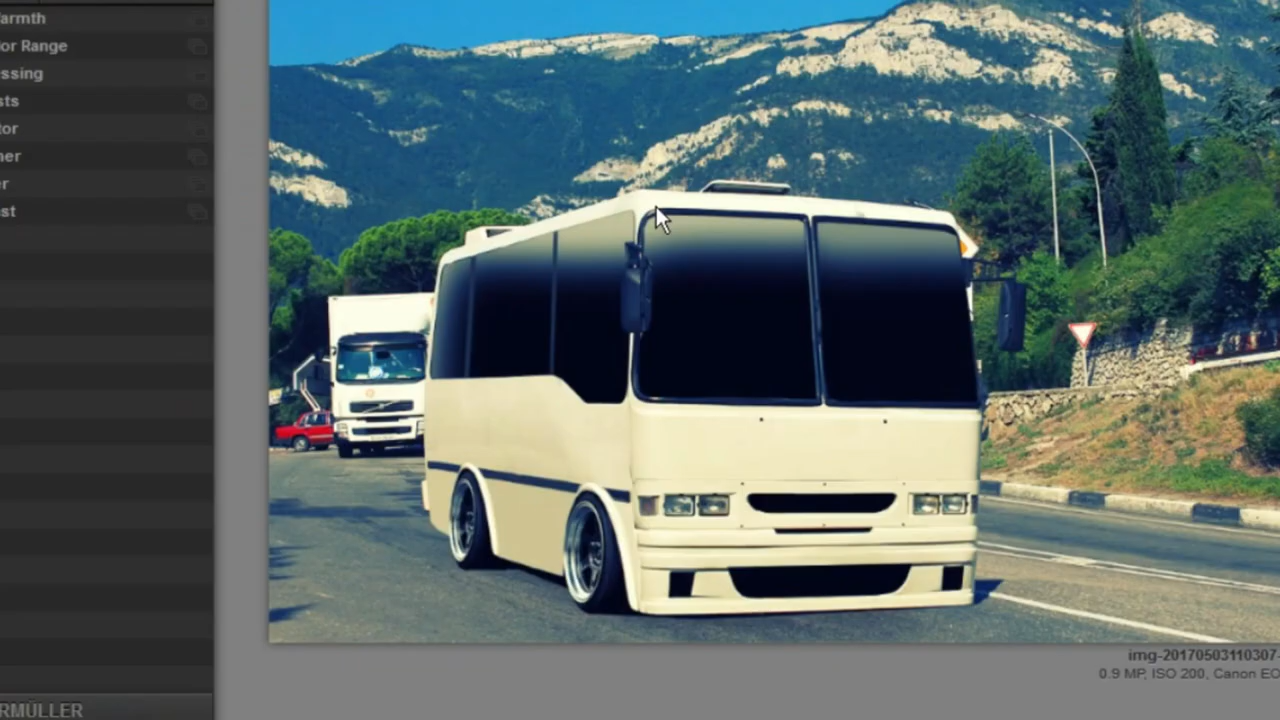 armth
or Range
ssing
sts
tor
ner
r
st
RMÜLLER
img-20170503110307-
0.9 MP, ISO 200, Canon EO